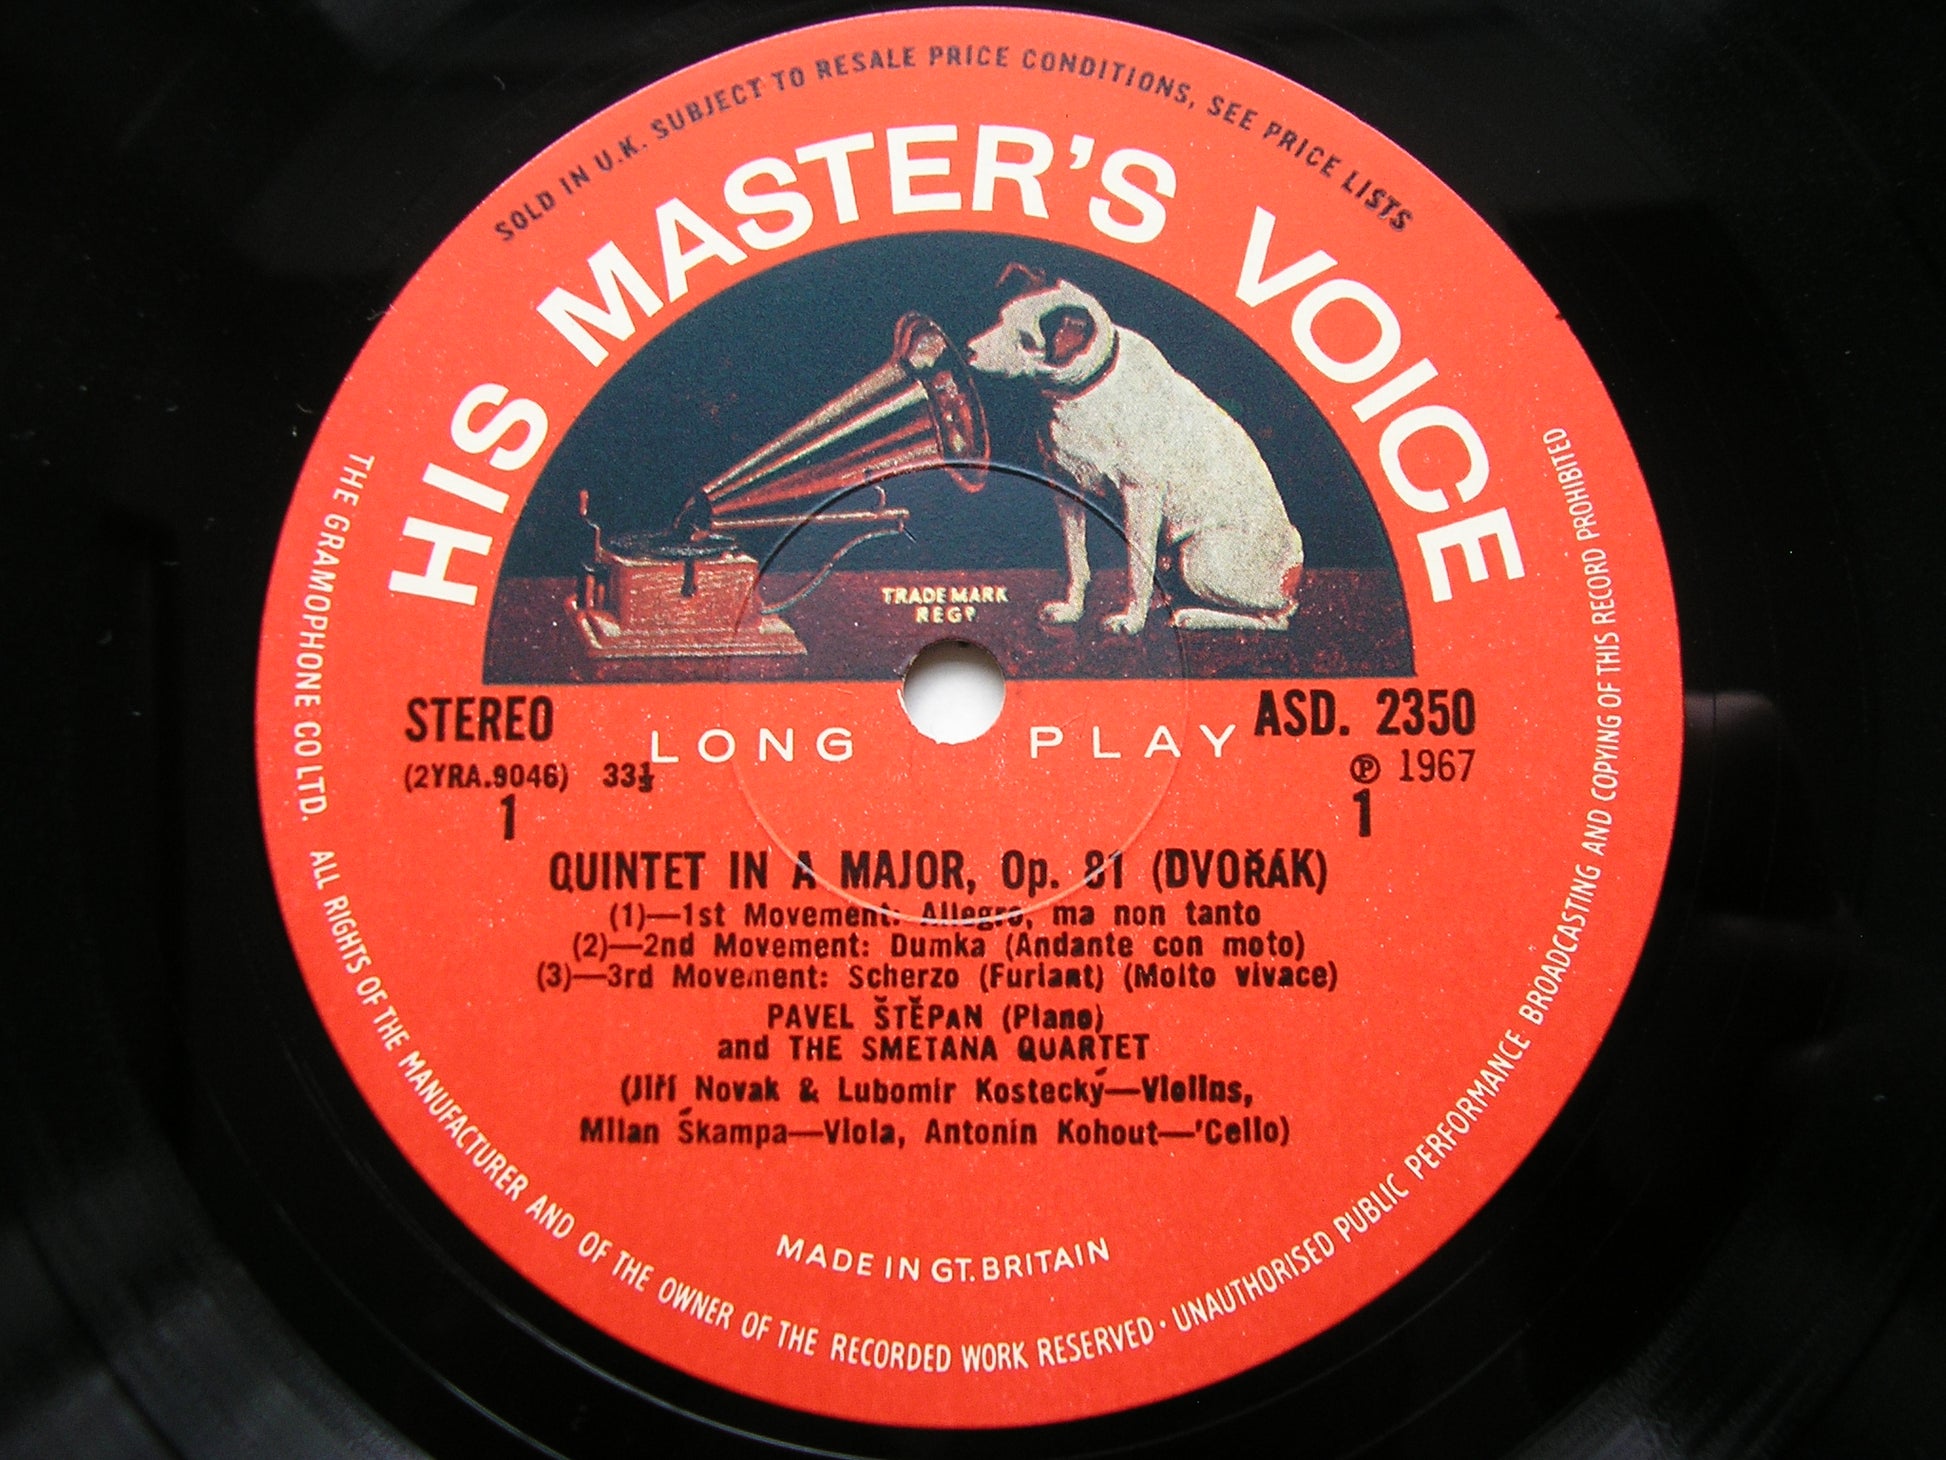 SOLD IN U.K. SUBJECT TO RESALE PRICE CONDITIONS, SEE PRICE LISTS
HIS MASTER'S VOICE
TRADE MARK
REGD
STEREO
LONG PLAY
ASD. 2350
(2YRA.9046) 33⅓
℗ 1967
1
1
QUINTET IN A MAJOR, Op. 81 (DVOŘÁK)
(1)—1st Movement: Allegro, ma non tanto
(2)—2nd Movement: Dumka (Andante con moto)
(3)—3rd Movement: Scherzo (Furiant) (Molto vivace)
PAVEL ŠTĚPAN (Piano)
and THE SMETANA QUARTET
(Jiří Novak & Lubomir Kostecký—Violins,
Milan Škampa—Viola, Antonín Kohout—'Cello)
MADE IN GT. BRITAIN
THE GRAMOPHONE CO LTD. ALL RIGHTS OF THE MANUFACTURER AND OF THE OWNER OF THE RECORDED WORK RESERVED · UNAUTHORISED PUBLIC PERFORMANCE BROADCASTING AND COPYING OF THIS RECORD PROHIBITED